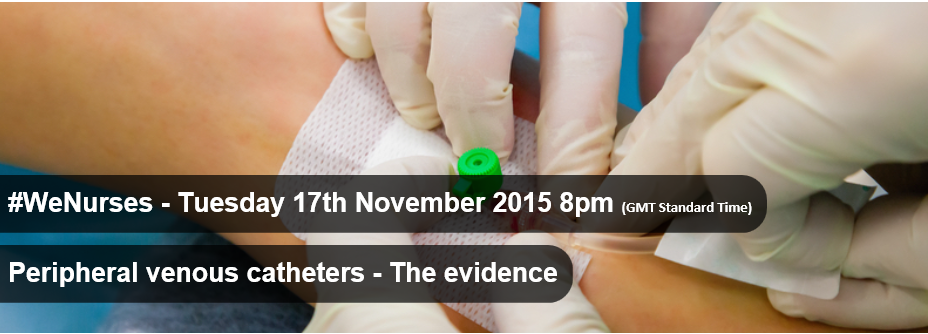 #WeNurses - Tuesday 17th November 2015 8pm (GMT Standard Time)
Peripheral venous catheters - The evidence